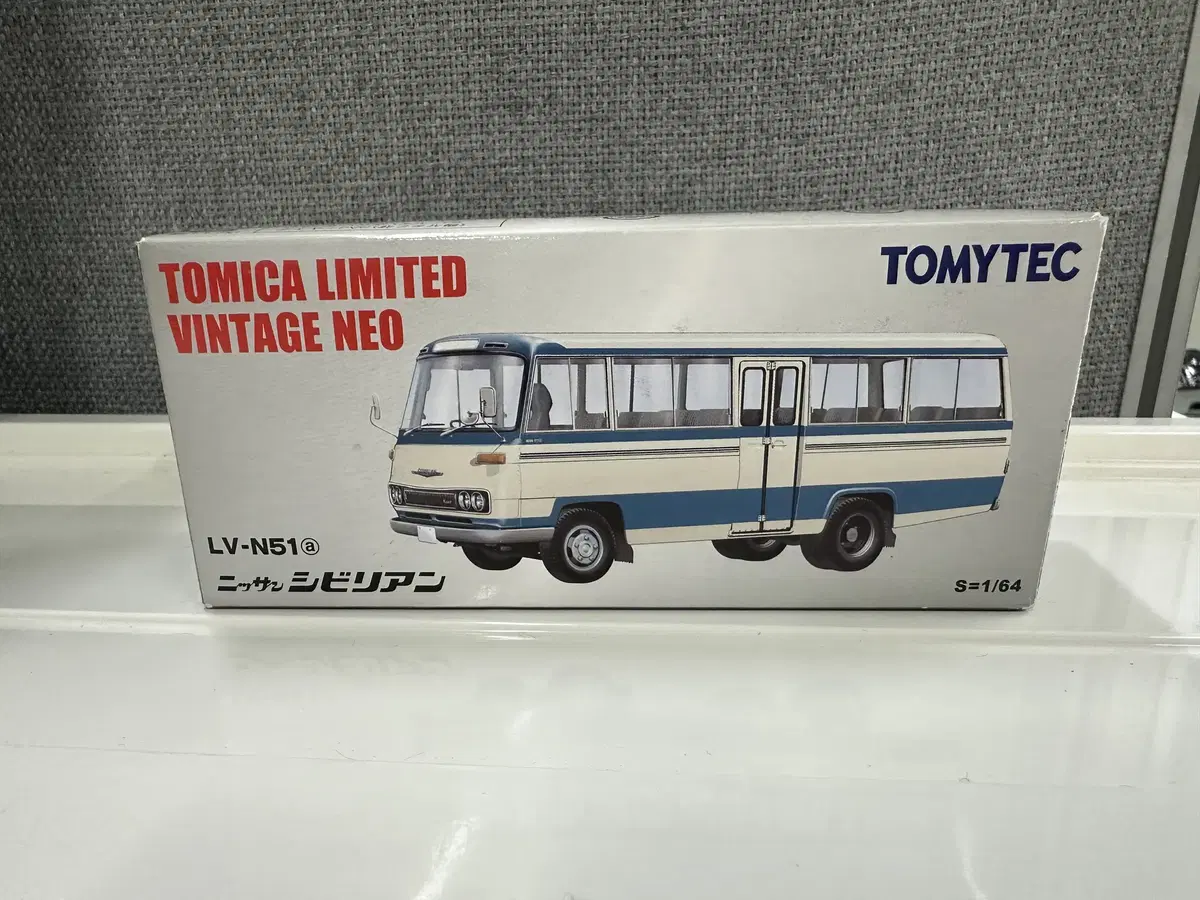 TOMICA LIMITED
VINTAGE NEO
TOMYTEC
LV-N51ⓐ
ニッサン シビリアン
S=1/64